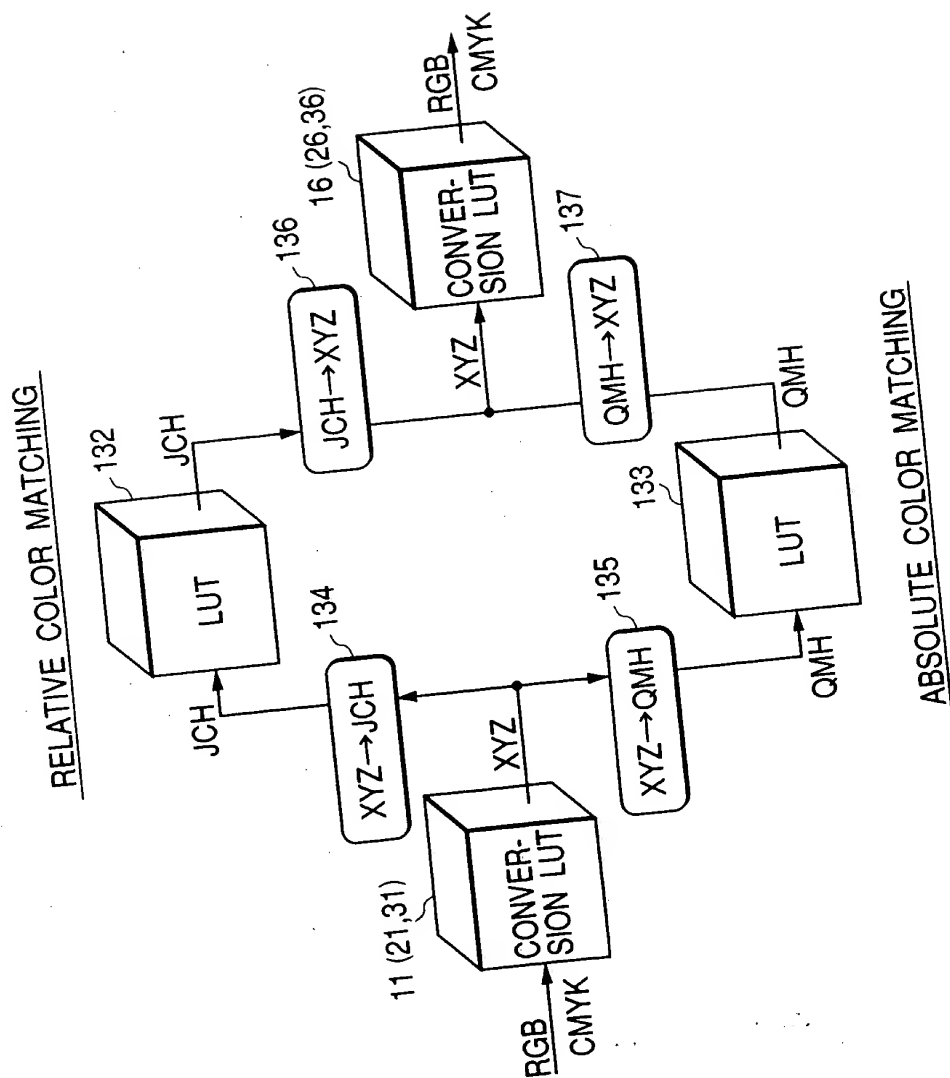 RELATIVE COLOR MATCHING
132
JCH
JCH
LUT
134
XYZ→JCH
136
JCH→XYZ
11 (21,31)
CONVER-
SION LUT
RGB
CMYK
XYZ
XYZ
16 (26,36)
CONVER-
SION LUT
RGB
CMYK
135
XYZ→QMH
137
QMH→XYZ
133
LUT
QMH
QMH
ABSOLUTE COLOR MATCHING